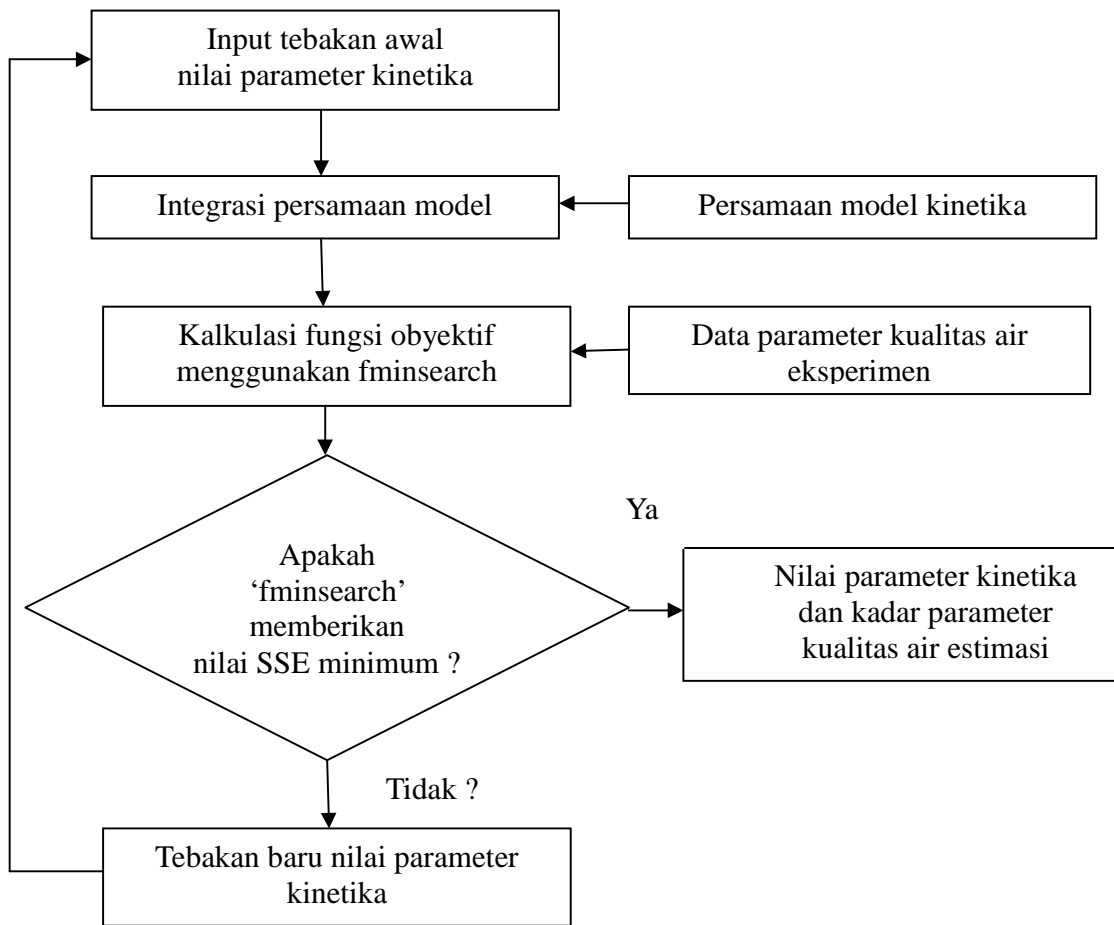 Input tebakan awal
nilai parameter kinetika
Integrasi persamaan model
Persamaan model kinetika
Kalkulasi fungsi obyektif
menggunakan fminsearch
Data parameter kualitas air
eksperimen
Apakah
‘fminsearch’
memberikan
nilai SSE minimum ?
Ya
Nilai parameter kinetika
dan kadar parameter
kualitas air estimasi
Tidak ?
Tebakan baru nilai parameter
kinetika